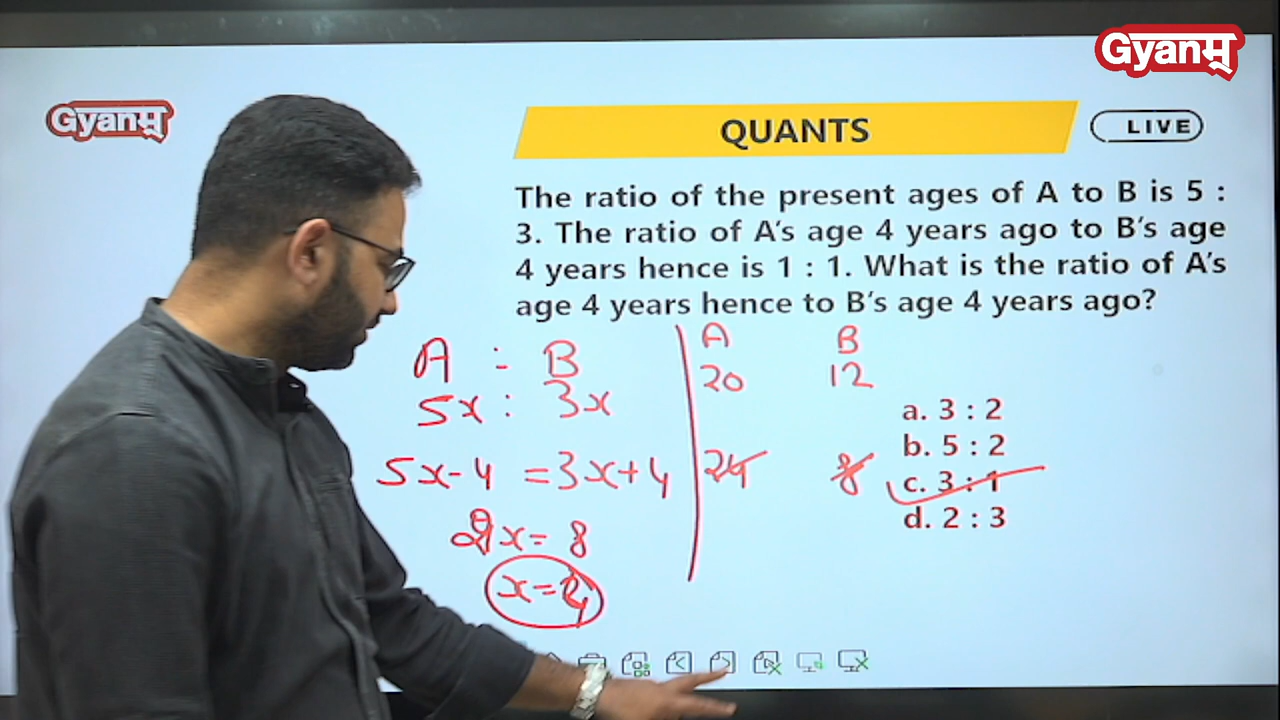 Gyanम्
Gyanम्
QUANTS
LIVE
The ratio of the present ages of A to B is 5 :
3. The ratio of A’s age 4 years ago to B’s age
4 years hence is 1 : 1. What is the ratio of A’s
age 4 years hence to B’s age 4 years ago?
A : B
5x : 3x
5x-4 = 3x+4
2x = 8
x = 4
A B
20 12
24 8
a. 3 : 2
b. 5 : 2
c. 3 : 1
d. 2 : 3